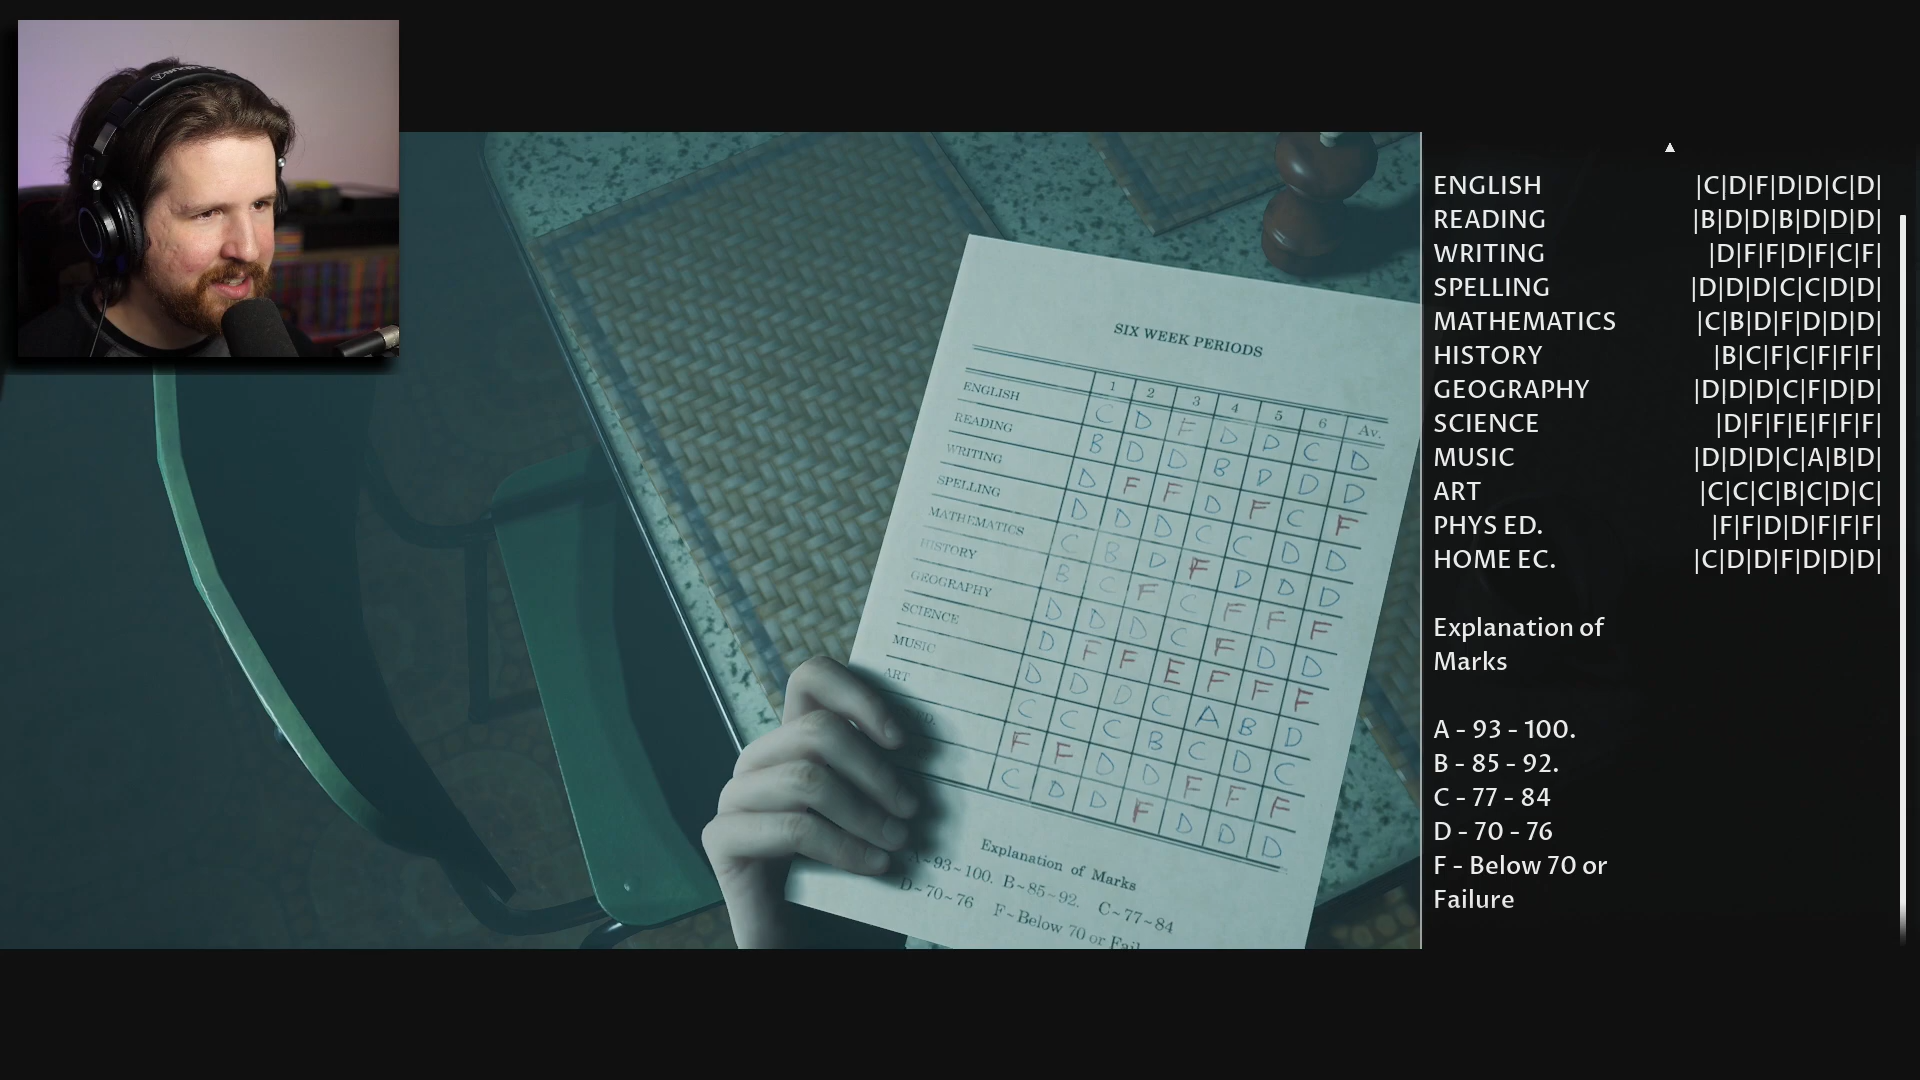 SIX WEEK PERIODS
1 2 3 4 5 6 Av.
ENGLISH C D F D D C D
READING B D D B D D D
WRITING D F F D F C F
SPELLING D D D C C D D
MATHEMATICS C B D F D D D
HISTORY B C F C F F F
GEOGRAPHY D D D C F D D
SCIENCE D F F E F F F
MUSIC D D D C A B D
ART C C C B C D C
ED. F F D D F F F
C D D F D D D
Explanation of Marks
A~93~100. B~85~92. C~77~84
D~70~76 F~Below 70 or Fail
ENGLISH |C|D|F|D|D|C|D|
READING |B|D|D|B|D|D|D|
WRITING |D|F|F|D|F|C|F|
SPELLING |D|D|D|C|C|D|D|
MATHEMATICS |C|B|D|F|D|D|D|
HISTORY |B|C|F|C|F|F|F|
GEOGRAPHY |D|D|D|C|F|D|D|
SCIENCE |D|F|F|E|F|F|F|
MUSIC |D|D|D|C|A|B|D|
ART |C|C|C|B|C|D|C|
PHYS ED. |F|F|D|D|F|F|F|
HOME EC. |C|D|D|F|D|D|D|
Explanation of
Marks
A - 93 - 100.
B - 85 - 92.
C - 77 - 84
D - 70 - 76
F - Below 70 or
Failure